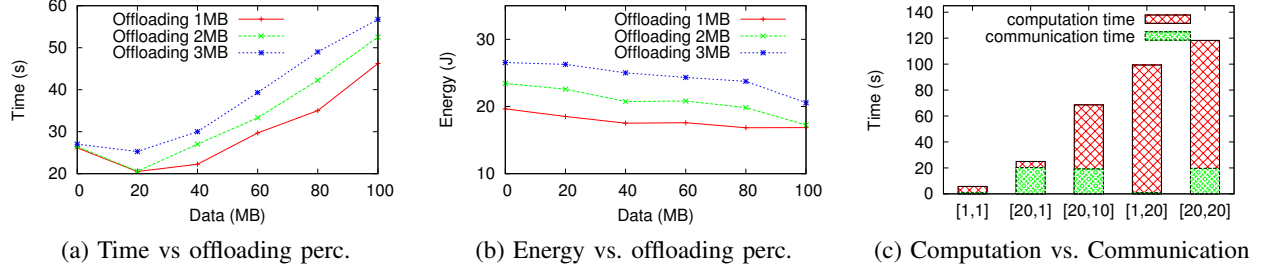 60
50
40
30
20
0 20 40 60 80 100
Time (s)
Data (MB)
Offloading 1MB
Offloading 2MB
Offloading 3MB
(a) Time vs offloading perc.
30
20
10
0 20 40 60 80 100
Energy (J)
Data (MB)
Offloading 1MB
Offloading 2MB
Offloading 3MB
(b) Energy vs. offloading perc.
140
120
100
80
60
40
20
0
[1,1] [20,1] [20,10] [1,20] [20,20]
Time (s)
computation time
communication time
(c) Computation vs. Communication